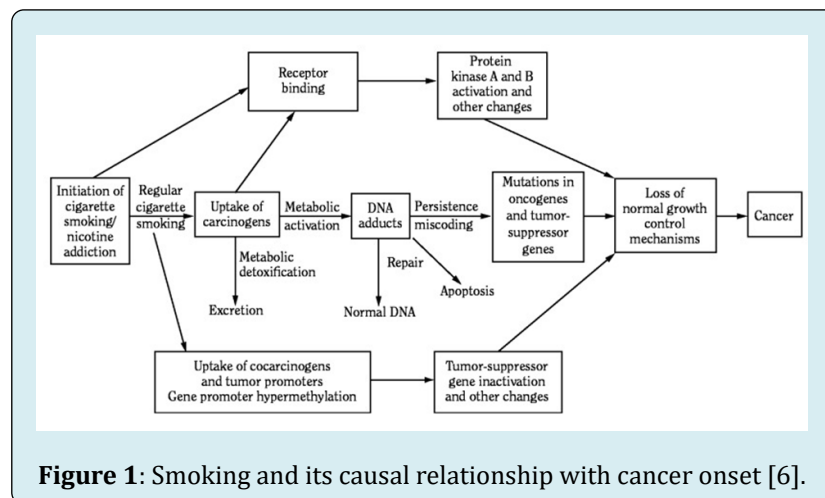 Receptor
binding
Protein
kinase A and B
activation and
other changes
Initiation of
cigarette
smoking/
nicotine
addiction
Regular
cigarette
smoking
Uptake of
carcinogens
Metabolic
activation
DNA
adducts
Persistence
miscoding
Mutations in
oncogenes
and tumor-
suppressor
genes
Loss of
normal growth
control
mechanisms
Cancer
Metabolic
detoxification
Repair
Apoptosis
Excretion
Normal DNA
Uptake of cocarcinogens
and tumor promoters
Gene promoter hypermethylation
Tumor-suppressor
gene inactivation
and other changes
Figure 1: Smoking and its causal relationship with cancer onset [6].